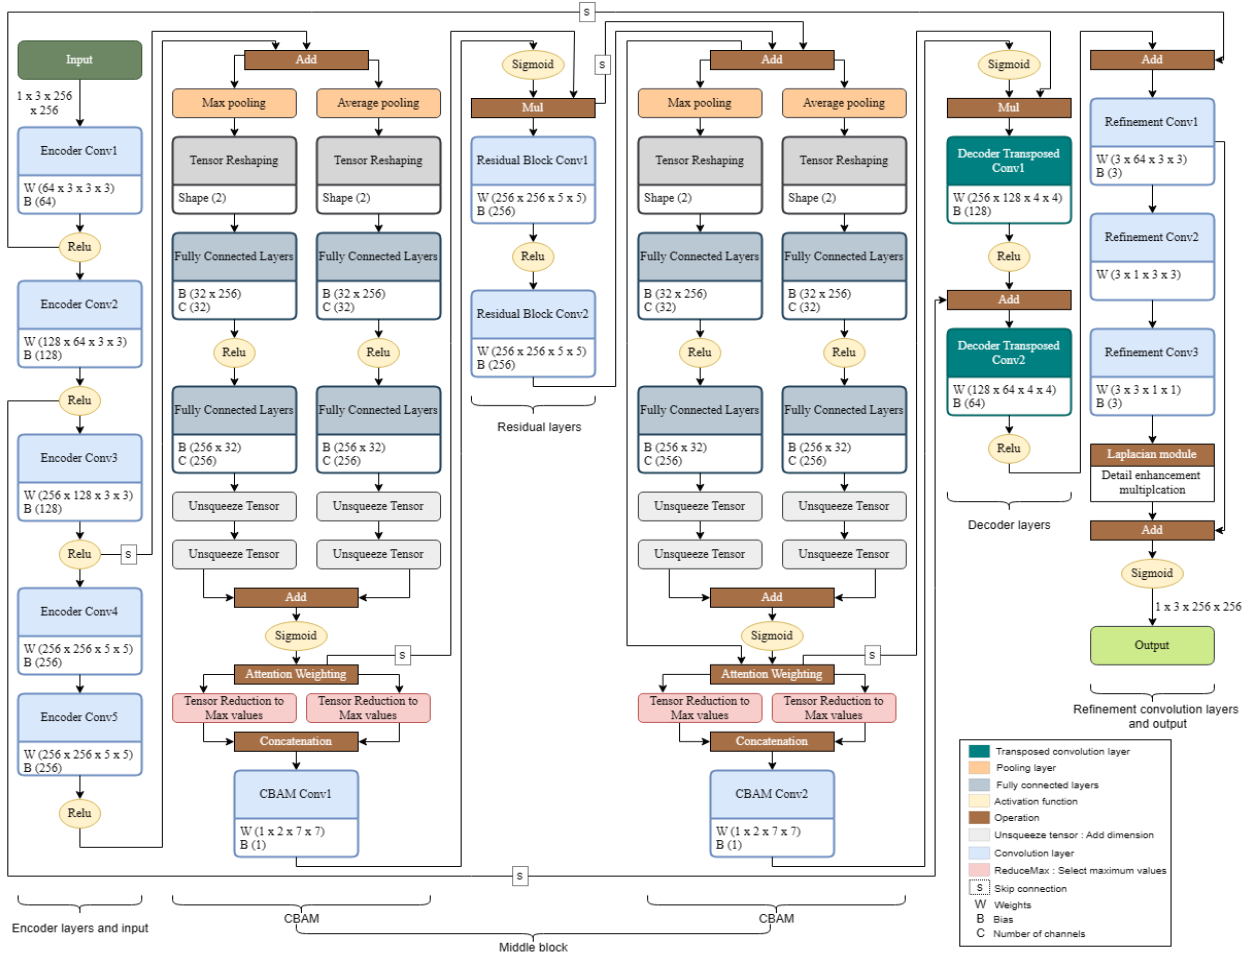 Input
1 x 3 x 256
x 256
Encoder Conv1
W (64 x 3 x 3 x 3)
B (64)
Relu
Encoder Conv2
W (128 x 64 x 3 x 3)
B (128)
Relu
Encoder Conv3
W (256 x 128 x 3 x 3)
B (128)
Relu
S
Encoder Conv4
W (256 x 256 x 5 x 5)
B (256)
Encoder Conv5
W (256 x 256 x 5 x 5)
B (256)
Relu
Encoder layers and input
Add
Max pooling
Average pooling
Tensor Reshaping
Shape (2)
Tensor Reshaping
Shape (2)
Fully Connected Layers
B (32 x 256)
C (32)
Fully Connected Layers
B (32 x 256)
C (32)
Relu
Relu
Fully Connected Layers
B (256 x 32)
C (256)
Fully Connected Layers
B (256 x 32)
C (256)
Unsqueeze Tensor
Unsqueeze Tensor
Unsqueeze Tensor
Unsqueeze Tensor
Add
Sigmoid
S
Attention Weighting
Tensor Reduction to
Max values
Tensor Reduction to
Max values
Concatenation
CBAM Conv1
W (1 x 2 x 7 x 7)
B (1)
CBAM
S
Sigmoid
S
Mul
Residual Block Conv1
W (256 x 256 x 5 x 5)
B (256)
Relu
Residual Block Conv2
W (256 x 256 x 5 x 5)
B (256)
Residual layers
S
Middle block
Add
Max pooling
Average pooling
Tensor Reshaping
Shape (2)
Tensor Reshaping
Shape (2)
Fully Connected Layers
B (32 x 256)
C (32)
Fully Connected Layers
B (32 x 256)
C (32)
Relu
Relu
Fully Connected Layers
B (256 x 32)
C (256)
Fully Connected Layers
B (256 x 32)
C (256)
Unsqueeze Tensor
Unsqueeze Tensor
Unsqueeze Tensor
Unsqueeze Tensor
Add
Sigmoid
S
Attention Weighting
Tensor Reduction to
Max values
Tensor Reduction to
Max values
Concatenation
CBAM Conv2
W (1 x 2 x 7 x 7)
B (1)
CBAM
Sigmoid
Mul
Decoder Transposed
Conv1
W (256 x 128 x 4 x 4)
B (128)
Relu
Add
Decoder Transposed
Conv2
W (128 x 64 x 4 x 4)
B (64)
Relu
Decoder layers
Add
Refinement Conv1
W (3 x 64 x 3 x 3)
B (3)
Refinement Conv2
W (3 x 1 x 3 x 3)
Refinement Conv3
W (3 x 3 x 1 x 1)
B (3)
Laplacian module
Detail enhancement
multiplcation
Add
Sigmoid
1 x 3 x 256 x 256
Output
Refinement convolution layers
and output
Transposed convolution layer
Pooling layer
Fully connected layers
Activation function
Operation
Unsqueeze tensor : Add dimension
Convolution layer
ReduceMax : Select maximum values
S Skip connection
W Weights
B Bias
C Number of channels